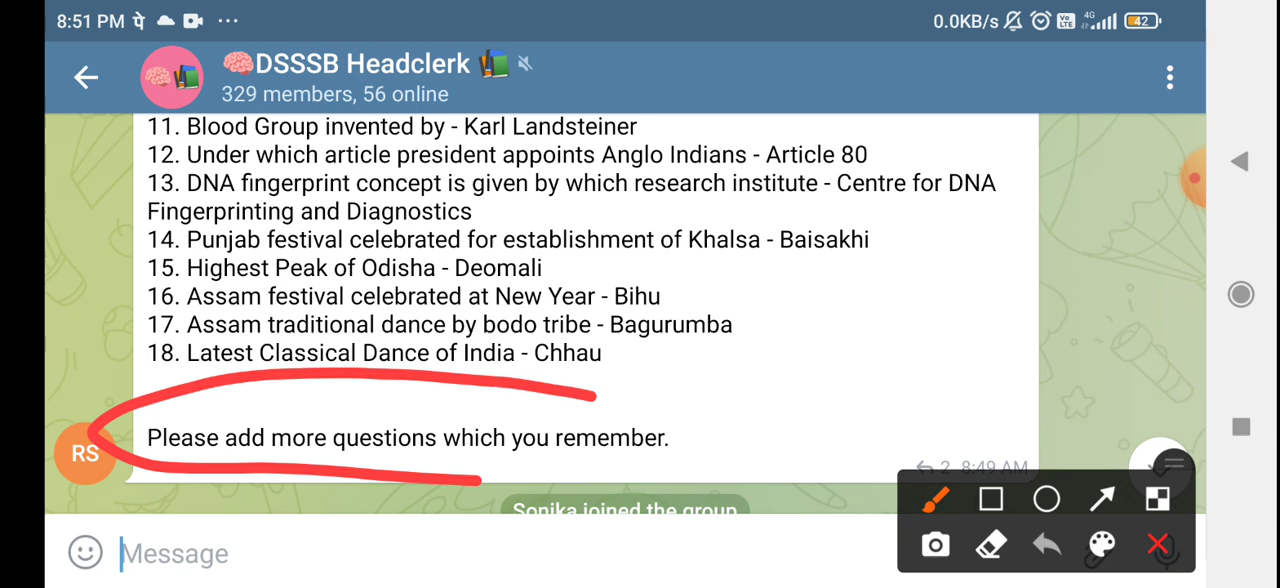 8:51 PM पे
0.0KB/s 4G Vo LTE 42
🧠DSSSB Headclerk 📚
329 members, 56 online
11. Blood Group invented by - Karl Landsteiner
12. Under which article president appoints Anglo Indians - Article 80
13. DNA fingerprint concept is given by which research institute - Centre for DNA
Fingerprinting and Diagnostics
14. Punjab festival celebrated for establishment of Khalsa - Baisakhi
15. Highest Peak of Odisha - Deomali
16. Assam festival celebrated at New Year - Bihu
17. Assam traditional dance by bodo tribe - Bagurumba
18. Latest Classical Dance of India - Chhau
Please add more questions which you remember.
RS
2 8:49 AM
Sonika joined the group
Message